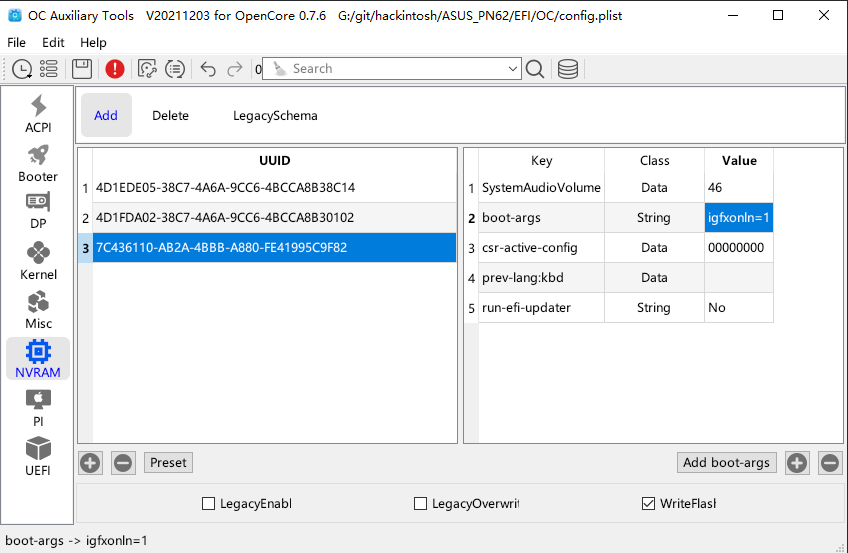 OC Auxiliary Tools V20211203 for OpenCore 0.7.6 G:/git/hackintosh/ASUS_PN62/EFI/OC/config.plist
File Edit Help
0 Search
ACPI
Booter
DP
Kernel
Misc
NVRAM
PI
UEFI
Add Delete LegacySchema
UUID
1 4D1EDE05-38C7-4A6A-9CC6-4BCCA8B38C14
2 4D1FDA02-38C7-4A6A-9CC6-4BCCA8B30102
3 7C436110-AB2A-4BBB-A880-FE41995C9F82
Key Class Value
1 SystemAudioVolume Data 46
2 boot-args String igfxonln=1
3 csr-active-config Data 00000000
4 prev-lang:kbd Data
5 run-efi-updater String No
Preset Add boot-args
LegacyEnabl LegacyOverwrit WriteFlash
boot-args -> igfxonln=1